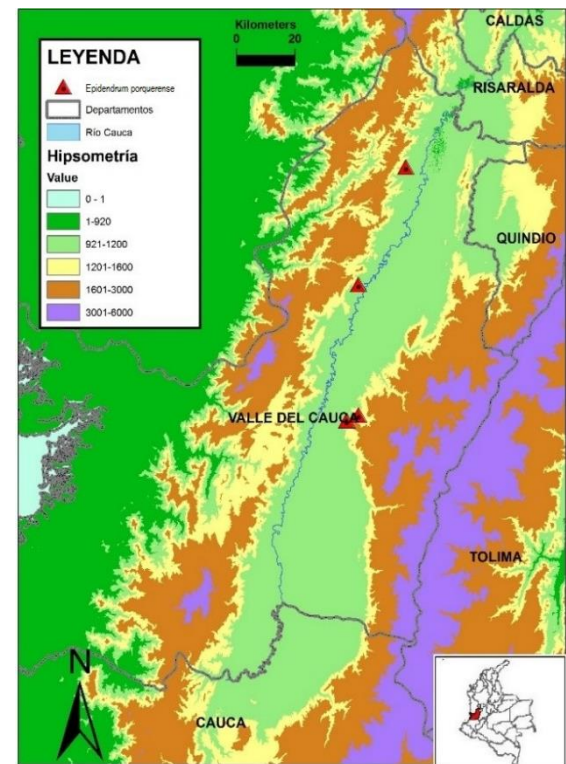 Kilometers
0 20
LEYENDA
Epidendrum porquerense
Departamentos
Río Cauca
Hipsometría
Value
0 - 1
1-920
921-1200
1201-1600
1601-3000
3001-6000
CALDAS
RISARALDA
QUINDIO
VALLE DEL CAUCA
TOLIMA
N
CAUCA